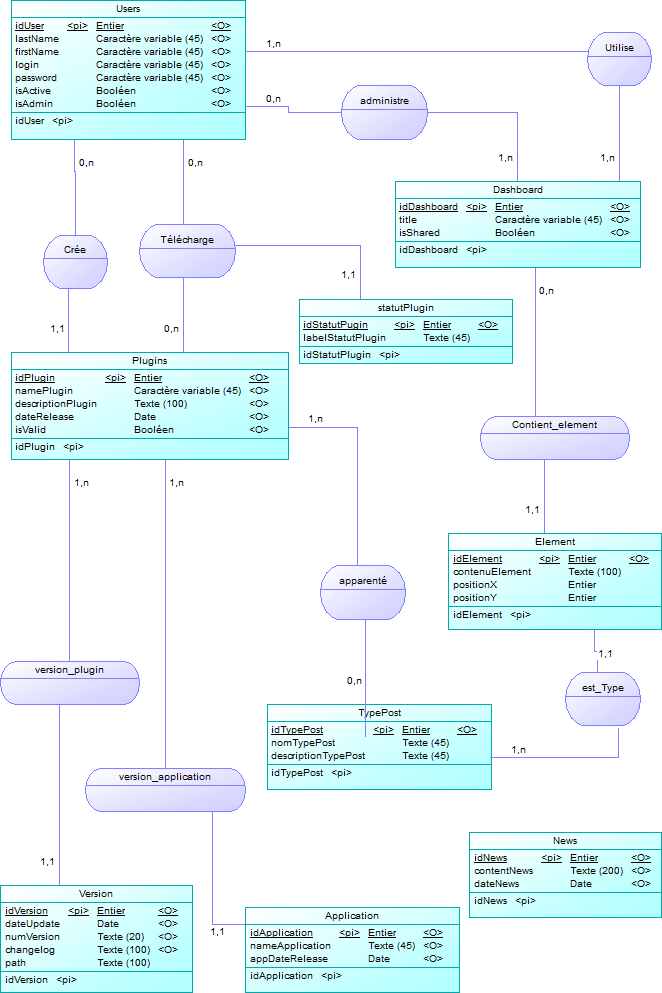 Users
idUser <pi> Entier <O>
lastName Caractère variable (45) <O>
firstName Caractère variable (45) <O>
login Caractère variable (45) <O>
password Caractère variable (45) <O>
isActive Booléen <O>
isAdmin Booléen <O>
idUser <pi>
1,n
Utilise
0,n
administre
1,n
1,n
0,n
0,n
Crée
Télécharge
1,1
1,1
0,n
Dashboard
idDashboard <pi> Entier <O>
title Caractère variable (45) <O>
isShared Booléen <O>
idDashboard <pi>
0,n
statutPlugin
idStatutPugin <pi> Entier <O>
labelStatutPlugin Texte (45)
idStatutPlugin <pi>
Plugins
idPlugin <pi> Entier <O>
namePlugin Caractère variable (45) <O>
descriptionPlugin Texte (100) <O>
dateRelease Date <O>
isValid Booléen <O>
idPlugin <pi>
1,n
1,n
1,n
Contient_element
1,1
Element
idElement <pi> Entier <O>
contenuElement Texte (100)
positionX Entier
positionY Entier
idElement <pi>
1,1
apparenté
0,n
est_Type
1,n
version_plugin
TypePost
idTypePost <pi> Entier <O>
nomTypePost Texte (45)
descriptionTypePost Texte (45)
idTypePost <pi>
version_application
1,1
1,1
News
idNews <pi> Entier <O>
contentNews Texte (200) <O>
dateNews Date <O>
idNews <pi>
Version
idVersion <pi> Entier <O>
dateUpdate Date <O>
numVersion Texte (20) <O>
changelog Texte (100) <O>
path Texte (100)
idVersion <pi>
Application
idApplication <pi> Entier <O>
nameApplication Texte (45) <O>
appDateRelease Date <O>
idApplication <pi>